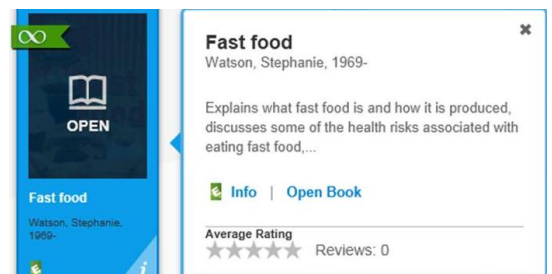 OPEN
Fast food
Watson, Stephanie,
1969-
Fast food
Watson, Stephanie, 1969-
Explains what fast food is and how it is produced,
discusses some of the health risks associated with
eating fast food,...
Info | Open Book
Average Rating
Reviews: 0